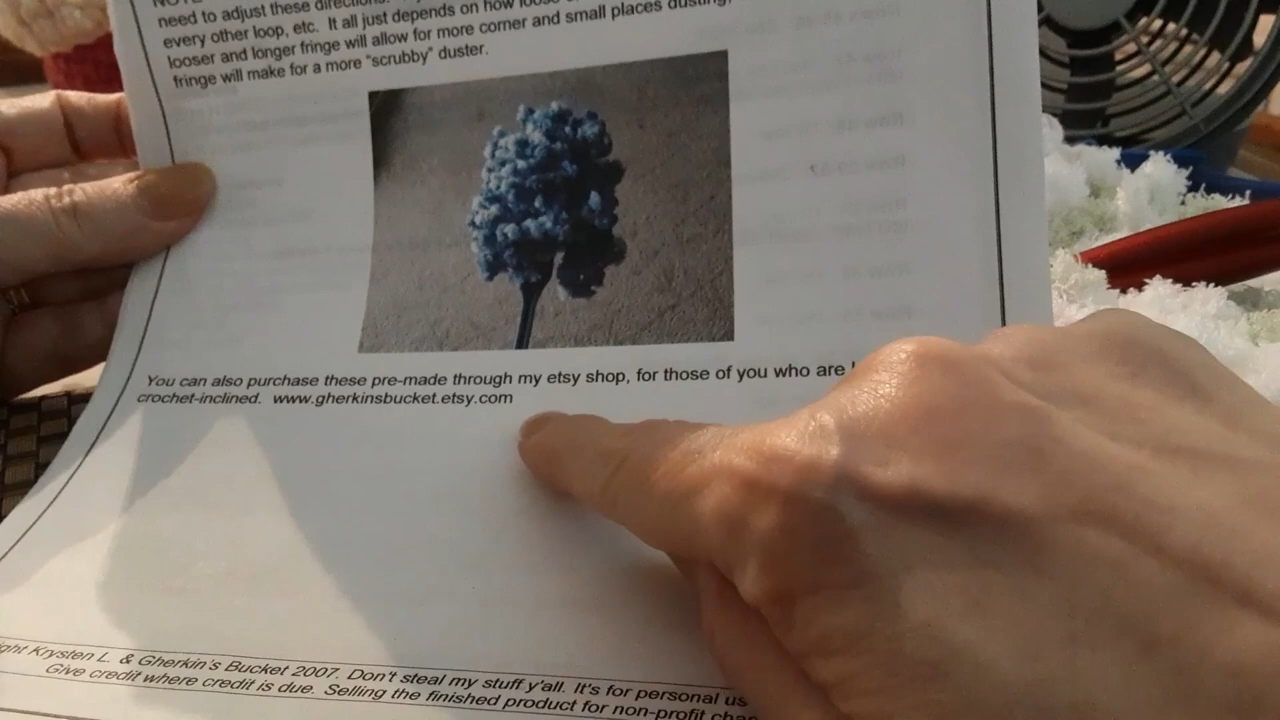 NOTE
need to adjust these directions.
every other loop, etc. It all just depends on how loose
looser and longer fringe will allow for more corner and small places dusting,
fringe will make for a more "scrubby" duster.
You can also purchase these pre-made through my etsy shop, for those of you who are
crochet-inclined. www.gherkinsbucket.etsy.com
Krysten L. & Gherkin's Bucket 2007. Don't steal my stuff y'all. It's for personal
Give credit where credit is due. Selling the finished product for non-profit